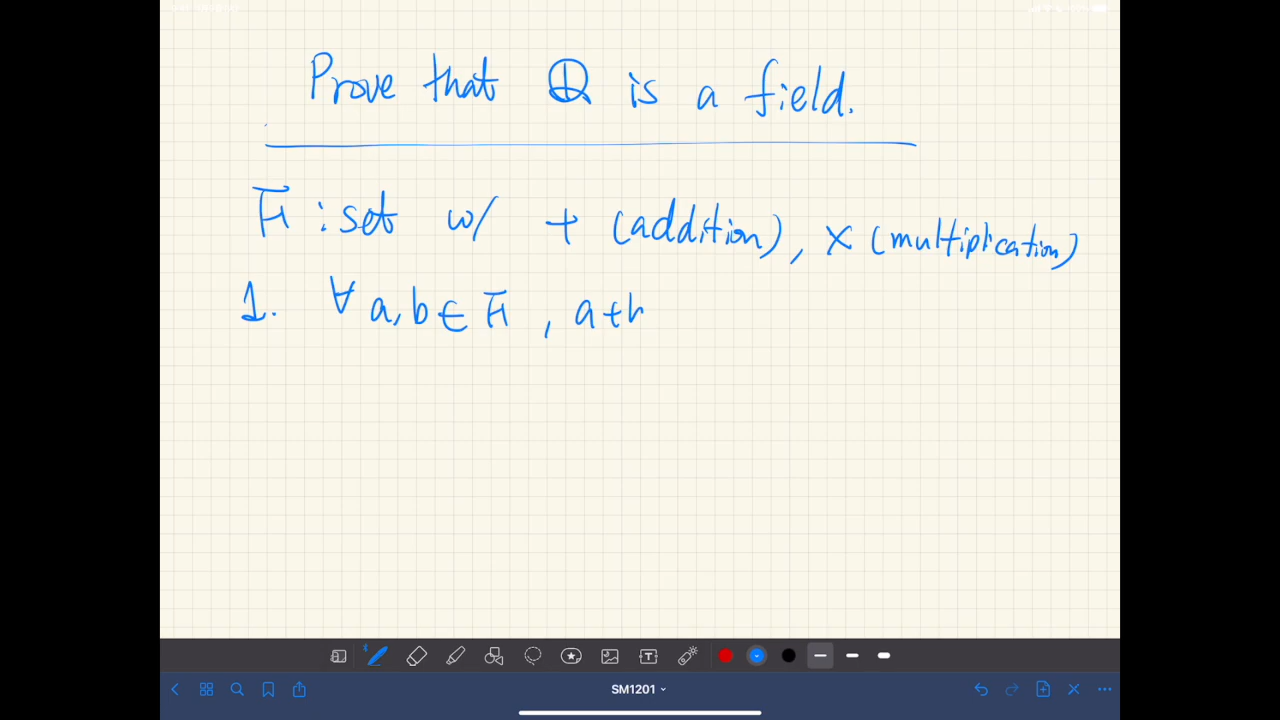 Prove that ℚ is a field.
F : set w/ + (addition), × (multiplication)
1. ∀ a, b ∈ F, a +
SM1201